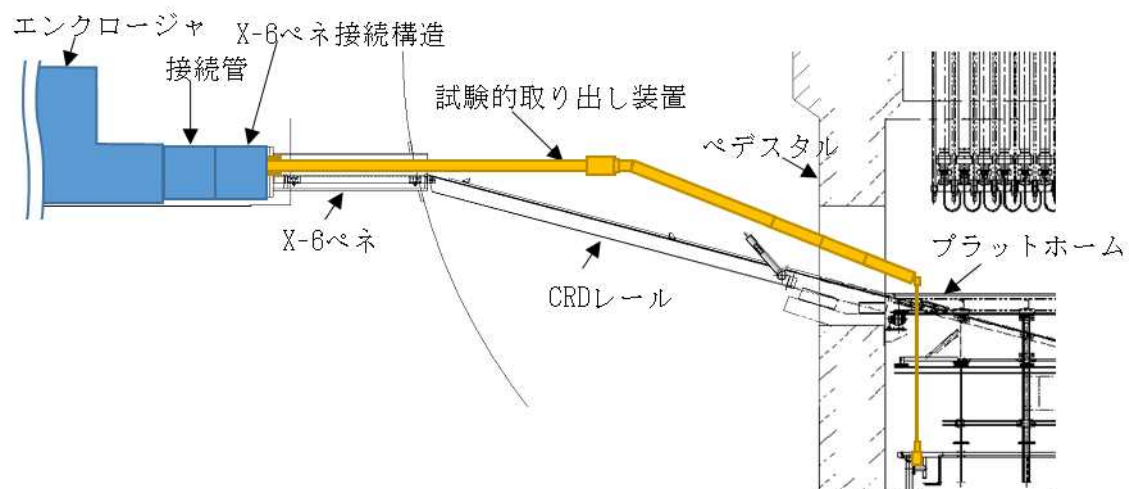 エンクロージャ
X-6ペネ接続構造
接続管
試験的取り出し装置
ペデスタル
X-6ペネ
プラットホーム
CRDレール